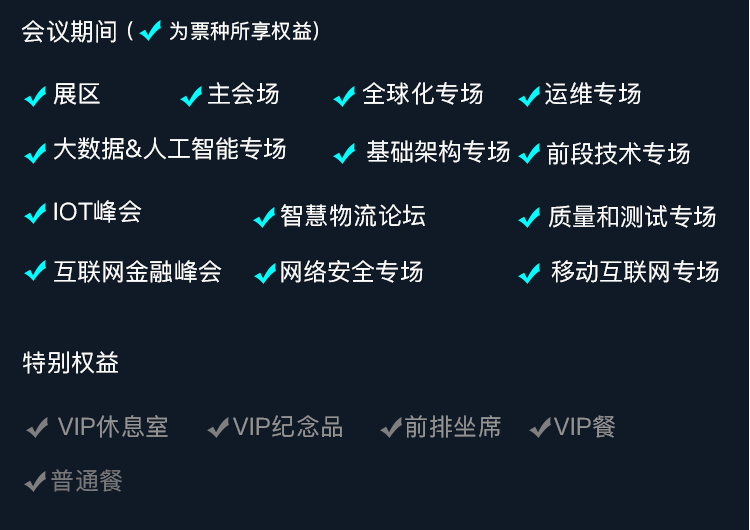 会议期间 (✓ 为票种所享权益)
✓ 展区 ✓ 主会场 ✓ 全球化专场 ✓ 运维专场
✓ 大数据&人工智能专场 ✓ 基础架构专场 ✓ 前段技术专场
✓ IOT峰会 ✓ 智慧物流论坛 ✓ 质量和测试专场
✓ 互联网金融峰会 ✓ 网络安全专场 ✓ 移动互联网专场
特别权益
✓ VIP休息室 ✓ VIP纪念品 ✓ 前排坐席 ✓ VIP餐
✓ 普通餐